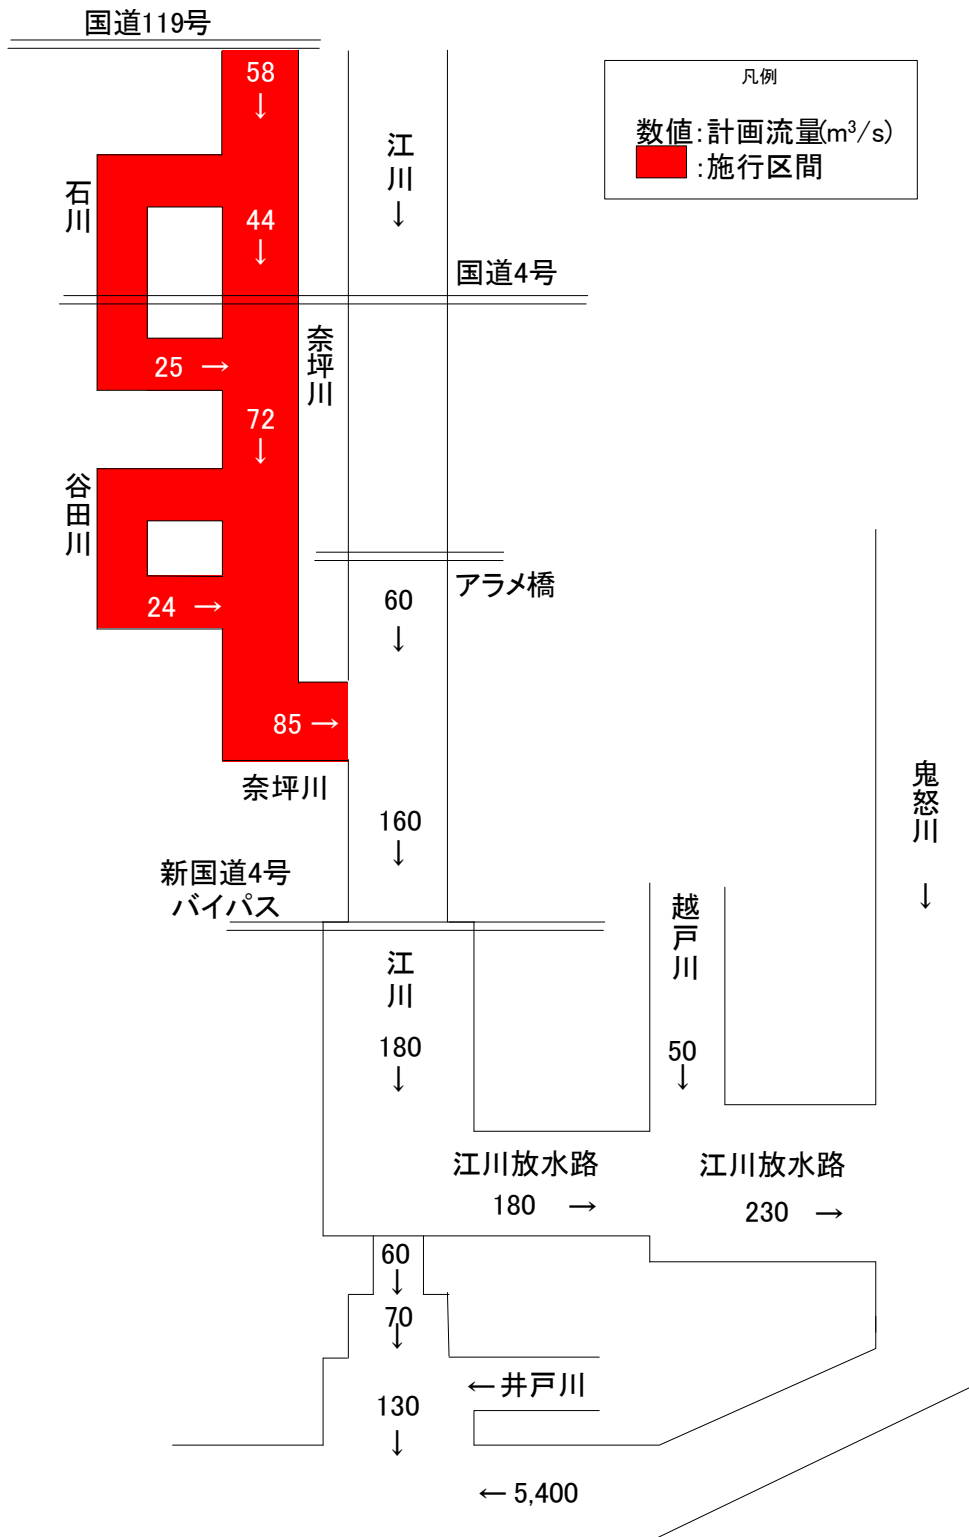 国道119号
58
↓
凡例
数値:計画流量(m³/s)
:施行区間
石川
江川
↓
44
↓
国道4号
奈坪川
25 →
72
↓
谷田川
アラメ橋
60
↓
24 →
85 →
奈坪川
鬼怒川
↓
160
↓
新国道4号
バイパス
越戸川
江川
180
↓
50
↓
江川放水路
180 →
江川放水路
230 →
60
↓
70
↓
←井戸川
130
↓
←5,400